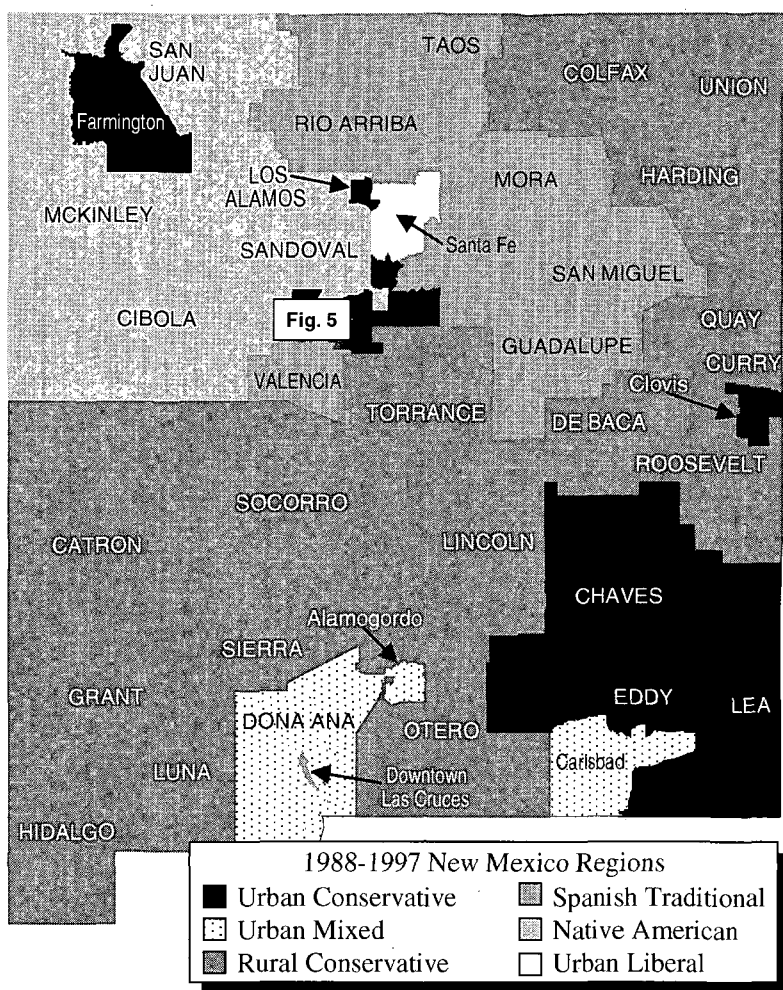 SAN
JUAN
TAOS
COLFAX
UNION
Farmington
RIO ARRIBA
LOS
ALAMOS
MORA
HARDING
MCKINLEY
SANDOVAL
Santa Fe
SAN MIGUEL
CIBOLA
Fig. 5
QUAY
GUADALUPE
CURRY
VALENCIA
Clovis
TORRANCE
DE BACA
ROOSEVELT
SOCORRO
CATRON
LINCOLN
CHAVES
Alamogordo
SIERRA
GRANT
EDDY
LEA
DONA ANA
OTERO
LUNA
Carlsbad
Downtown
Las Cruces
HIDALGO
1988-1997 New Mexico Regions
Urban Conservative
Spanish Traditional
Urban Mixed
Native American
Rural Conservative
Urban Liberal